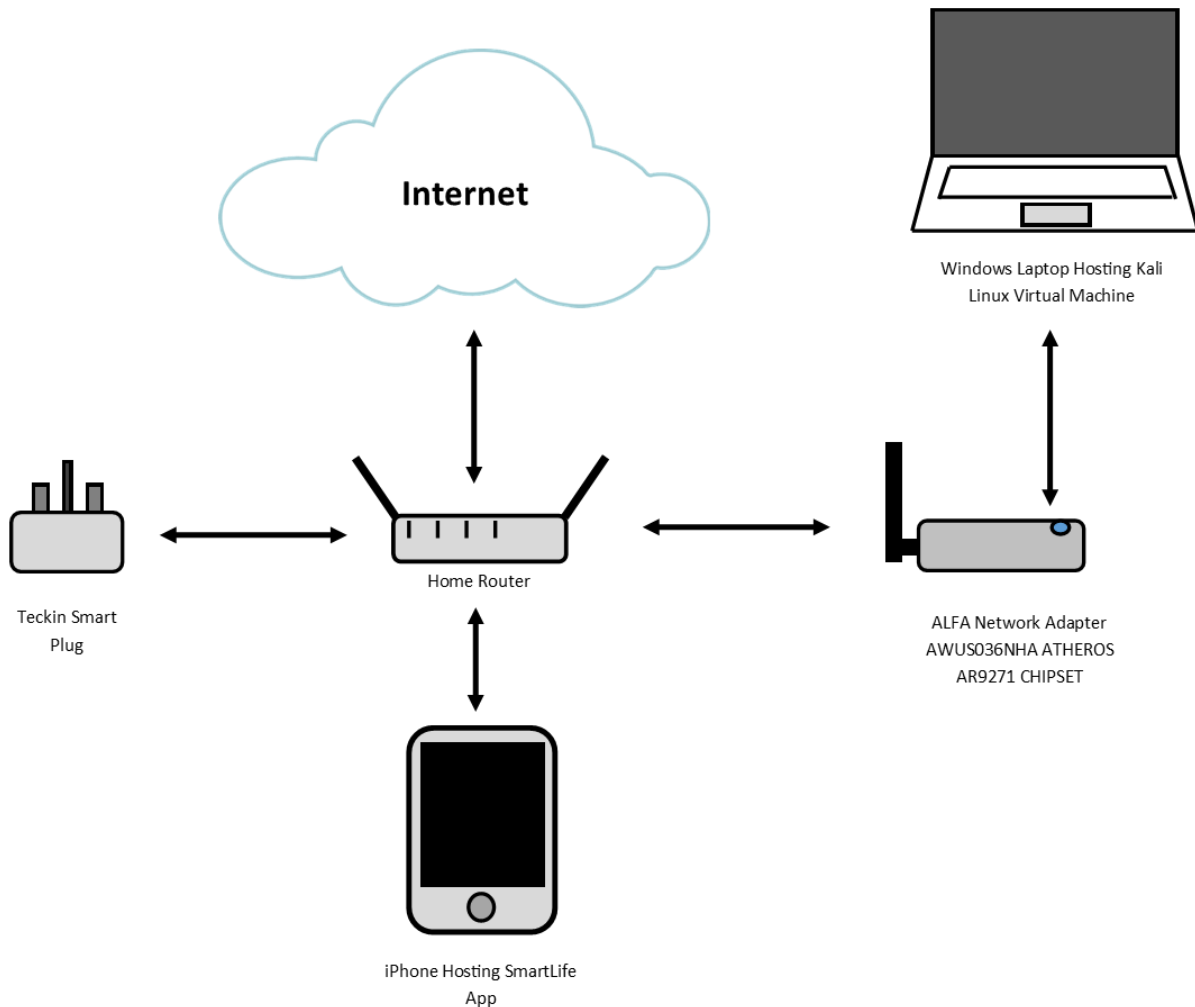 Internet
Windows Laptop Hosting Kali
Linux Virtual Machine
Home Router
Teckin Smart
Plug
ALFA Network Adapter
AWUS036NHA ATHEROS
AR9271 CHIPSET
iPhone Hosting SmartLife
App